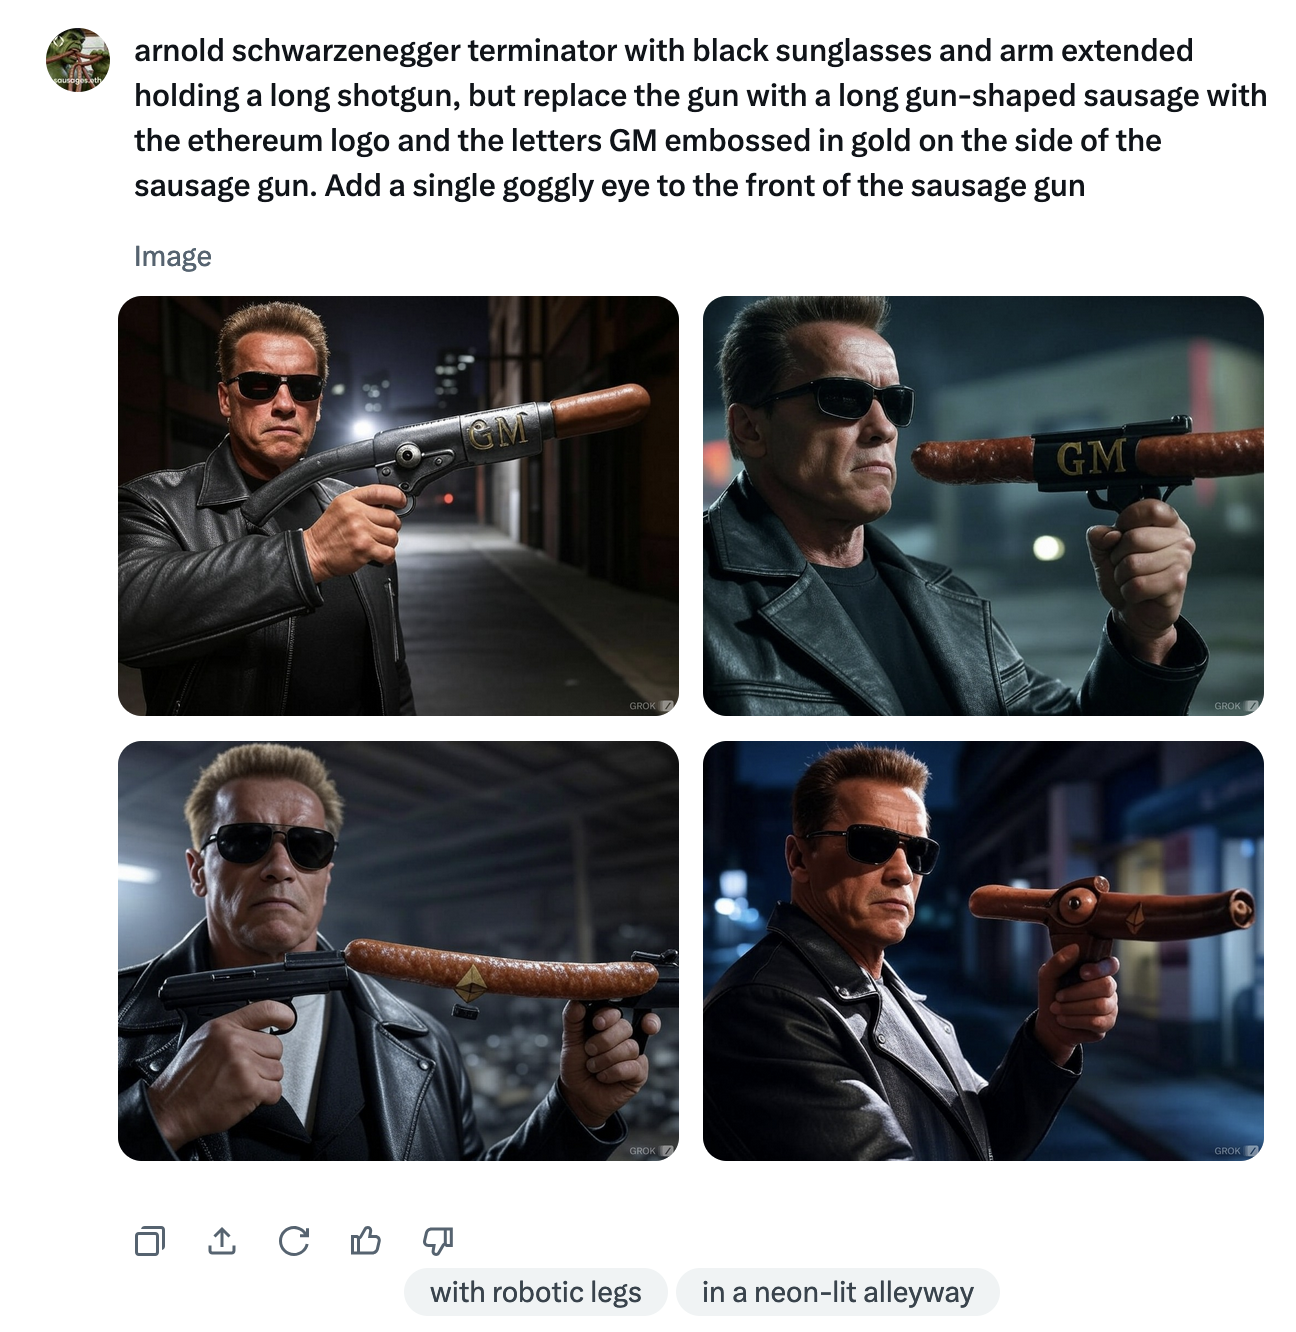 arnold schwarzenegger terminator with black sunglasses and arm extended
holding a long shotgun, but replace the gun with a long gun-shaped sausage with
the ethereum logo and the letters GM embossed in gold on the side of the
sausage gun. Add a single goggly eye to the front of the sausage gun
sausages.eth
Image
GM
GROK
GM
GROK
GROK
GROK
with robotic legs
in a neon-lit alleyway